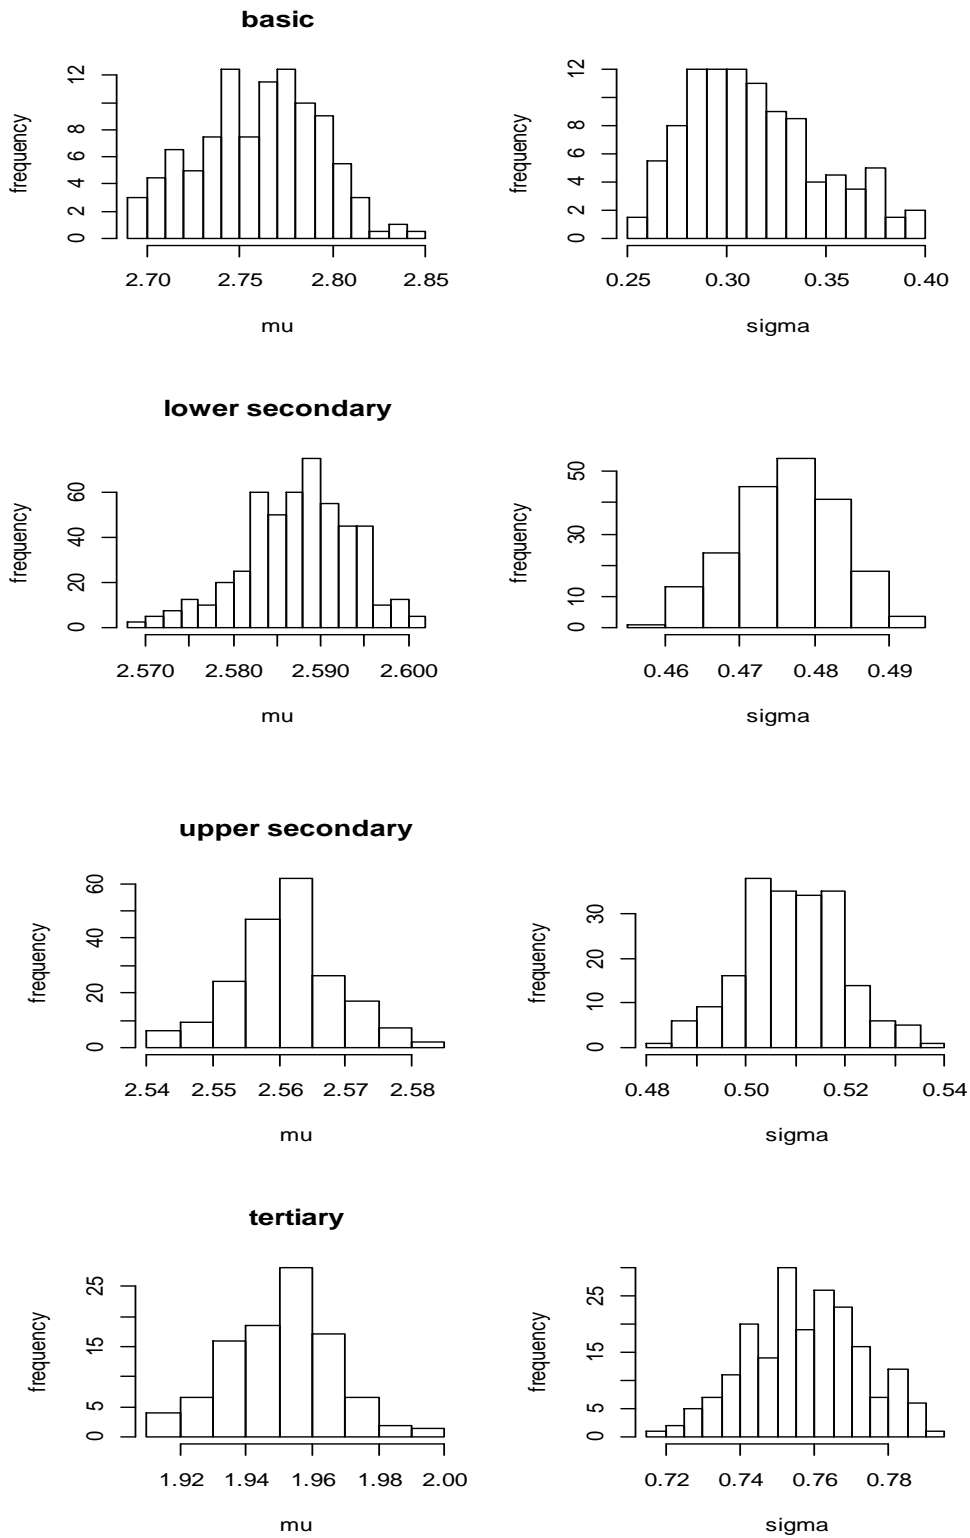 basic
frequency
0 2 4 6 8 12
2.70 2.75 2.80 2.85
mu
frequency
0 2 4 6 8 12
0.25 0.30 0.35 0.40
sigma
lower secondary
frequency
0 20 40 60
2.570 2.580 2.590 2.600
mu
frequency
0 10 30 50
0.46 0.47 0.48 0.49
sigma
upper secondary
frequency
0 20 40 60
2.54 2.55 2.56 2.57 2.58
mu
frequency
0 10 20 30
0.48 0.50 0.52 0.54
sigma
tertiary
frequency
0 5 15 25
1.92 1.94 1.96 1.98 2.00
mu
frequency
0 5 15 25
0.72 0.74 0.76 0.78
sigma